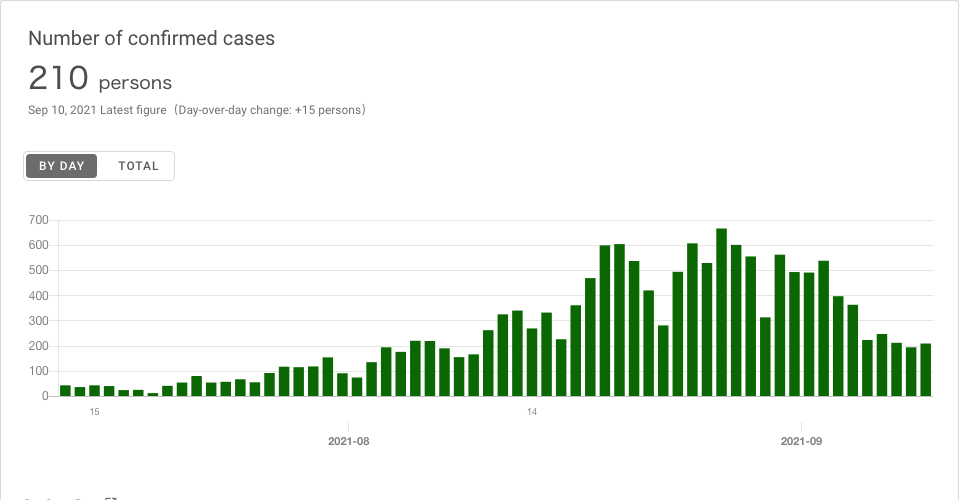 Number of confirmed cases
210 persons
Sep 10, 2021 Latest figure（Day-over-day change: +15 persons）
BY DAY TOTAL
700
600
500
400
300
200
100
0
15 14
2021-08 2021-09